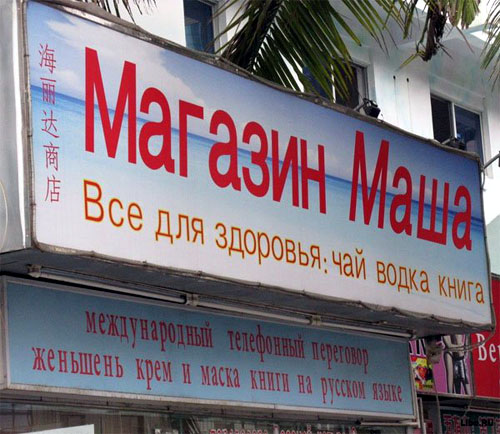 海丽达商店
Магазин Маша
Все для здоровья: чай водка книга
международный телефонный переговор
женьшень крем и маска книги на русском языке
Ве